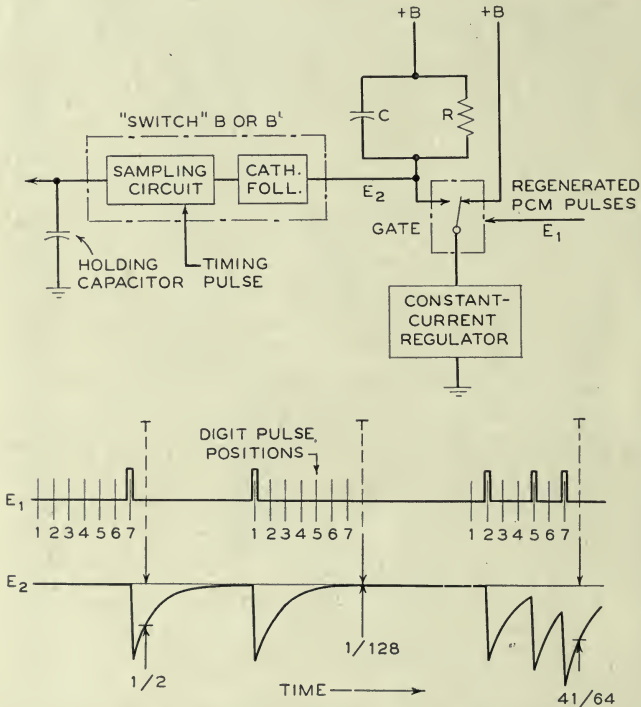 +B
+B
"SWITCH" B OR B'
C
R
SAMPLING
CIRCUIT
CATH.
FOLL.
E2
REGENERATED
PCM PULSES
E1
GATE
HOLDING
CAPACITOR
TIMING
PULSE
CONSTANT-
CURRENT
REGULATOR
T
DIGIT PULSE
POSITIONS
T
T
E1
1 2 3 4 5 6 7
1 2 3 4 5 6 7
1 2 3 4 5 6 7
E2
1/2
1/128
41/64
TIME